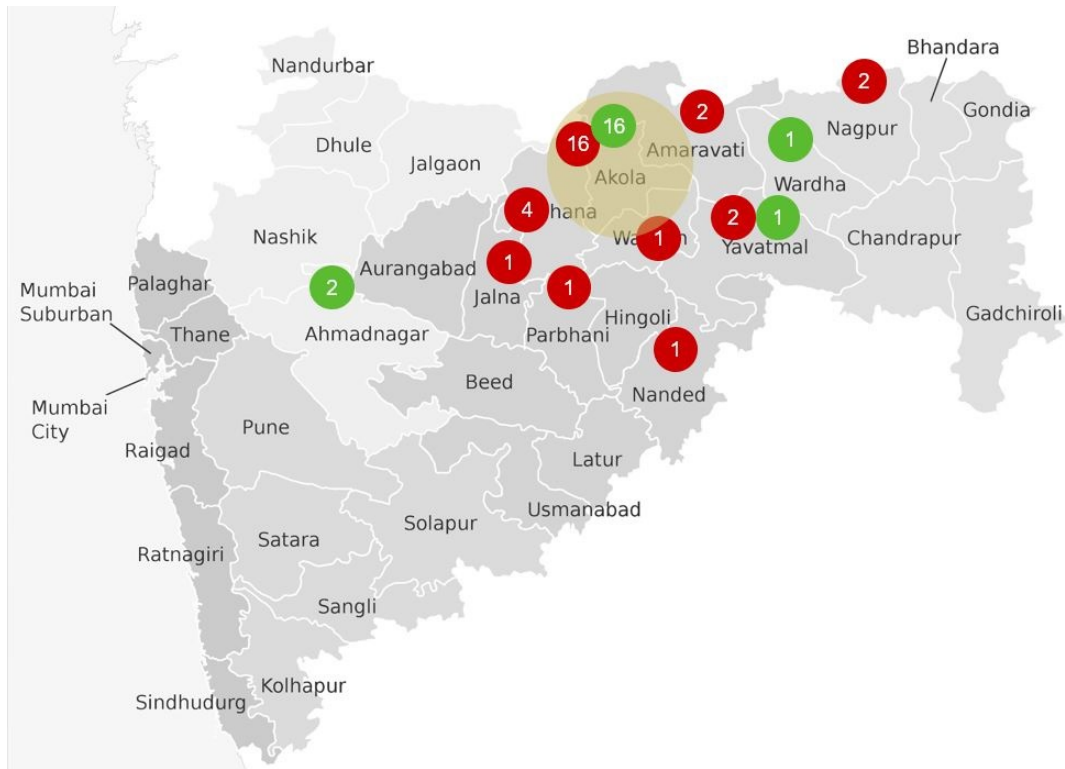 Bhandara
Nandurbar
2
2
Gondia
16
16
1
Nagpur
Dhule
Jalgaon
Amaravati
Akola
Wardha
4
hana
2
1
Nashik
1
Yavatmal
Chandrapur
Aurangabad
1
Palaghar
2
Jalna
1
Mumbai
Suburban
Thane
Ahmadnagar
Parbhani
Hingoli
Gadchiroli
1
Beed
Nanded
Mumbai
City
Pune
Raigad
Latur
Usmanabad
Solapur
Satara
Ratnagiri
Sangli
Kolhapur
Sindhudurg